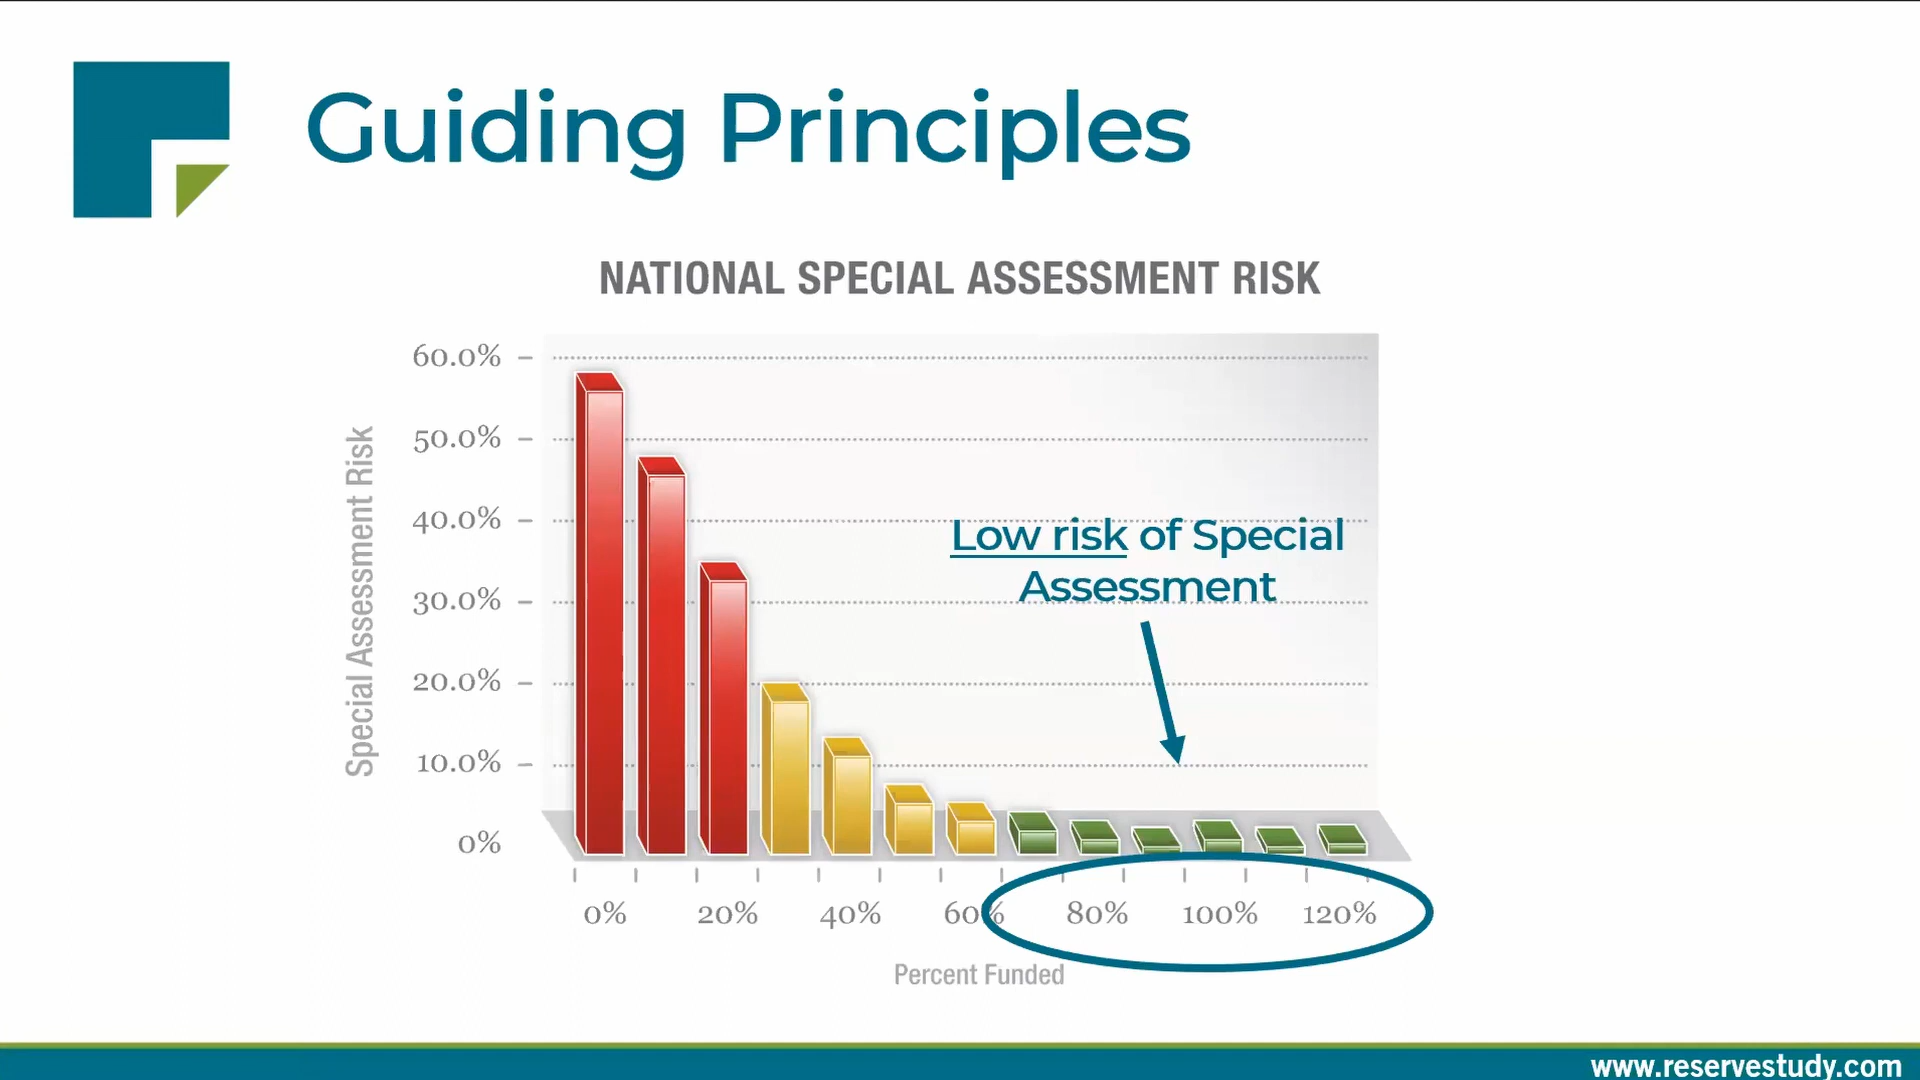 Guiding Principles
NATIONAL SPECIAL ASSESSMENT RISK
Special Assessment Risk
60.0%
50.0%
40.0%
30.0%
20.0%
10.0%
0%
Low risk of Special
Assessment
0% 20% 40% 60% 80% 100% 120%
Percent Funded
www.reservestudy.com